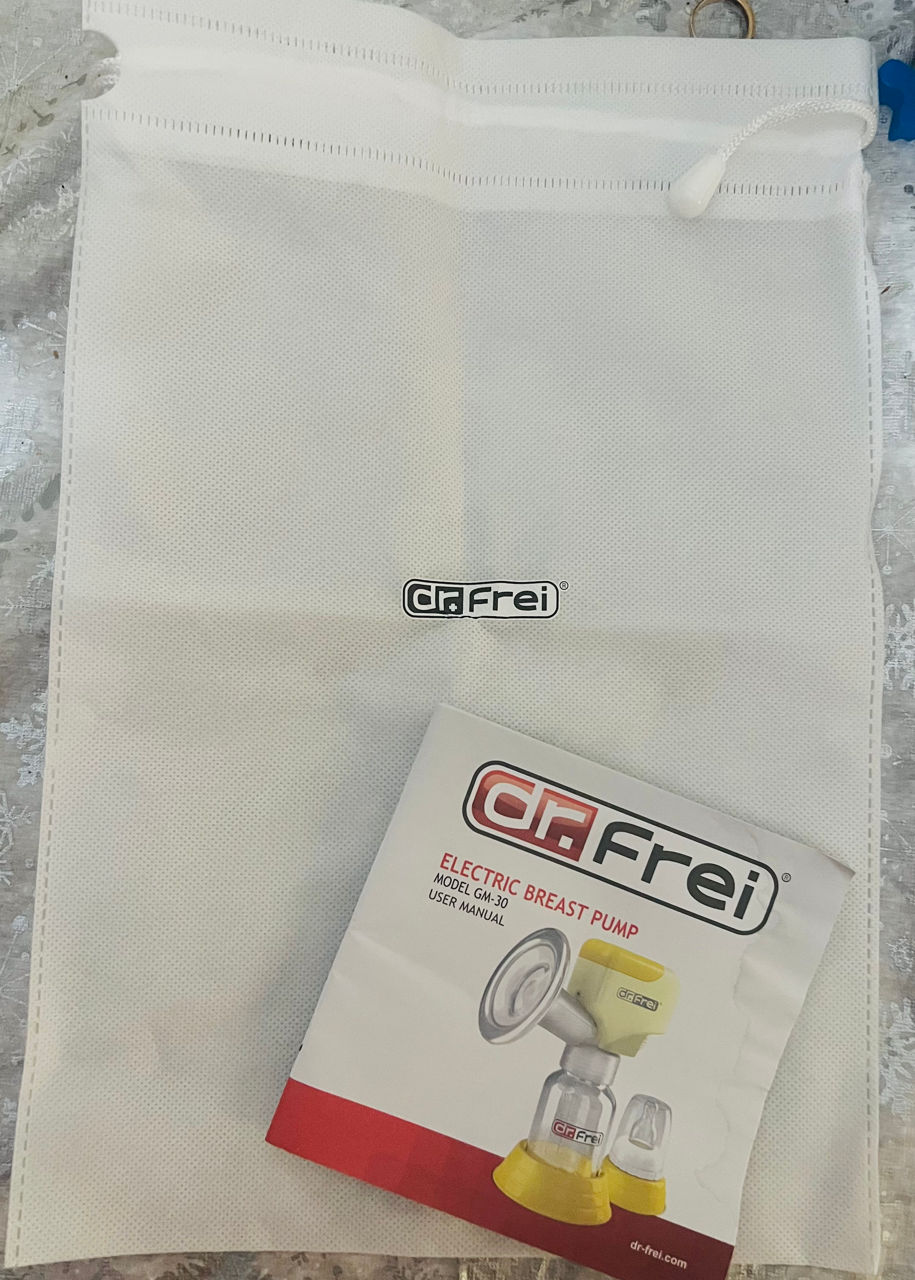 dr.Frei®
dr.Frei®
ELECTRIC BREAST PUMP
MODEL GM-30
USER MANUAL
dr.Frei
dr.Frei
dr-frei.com